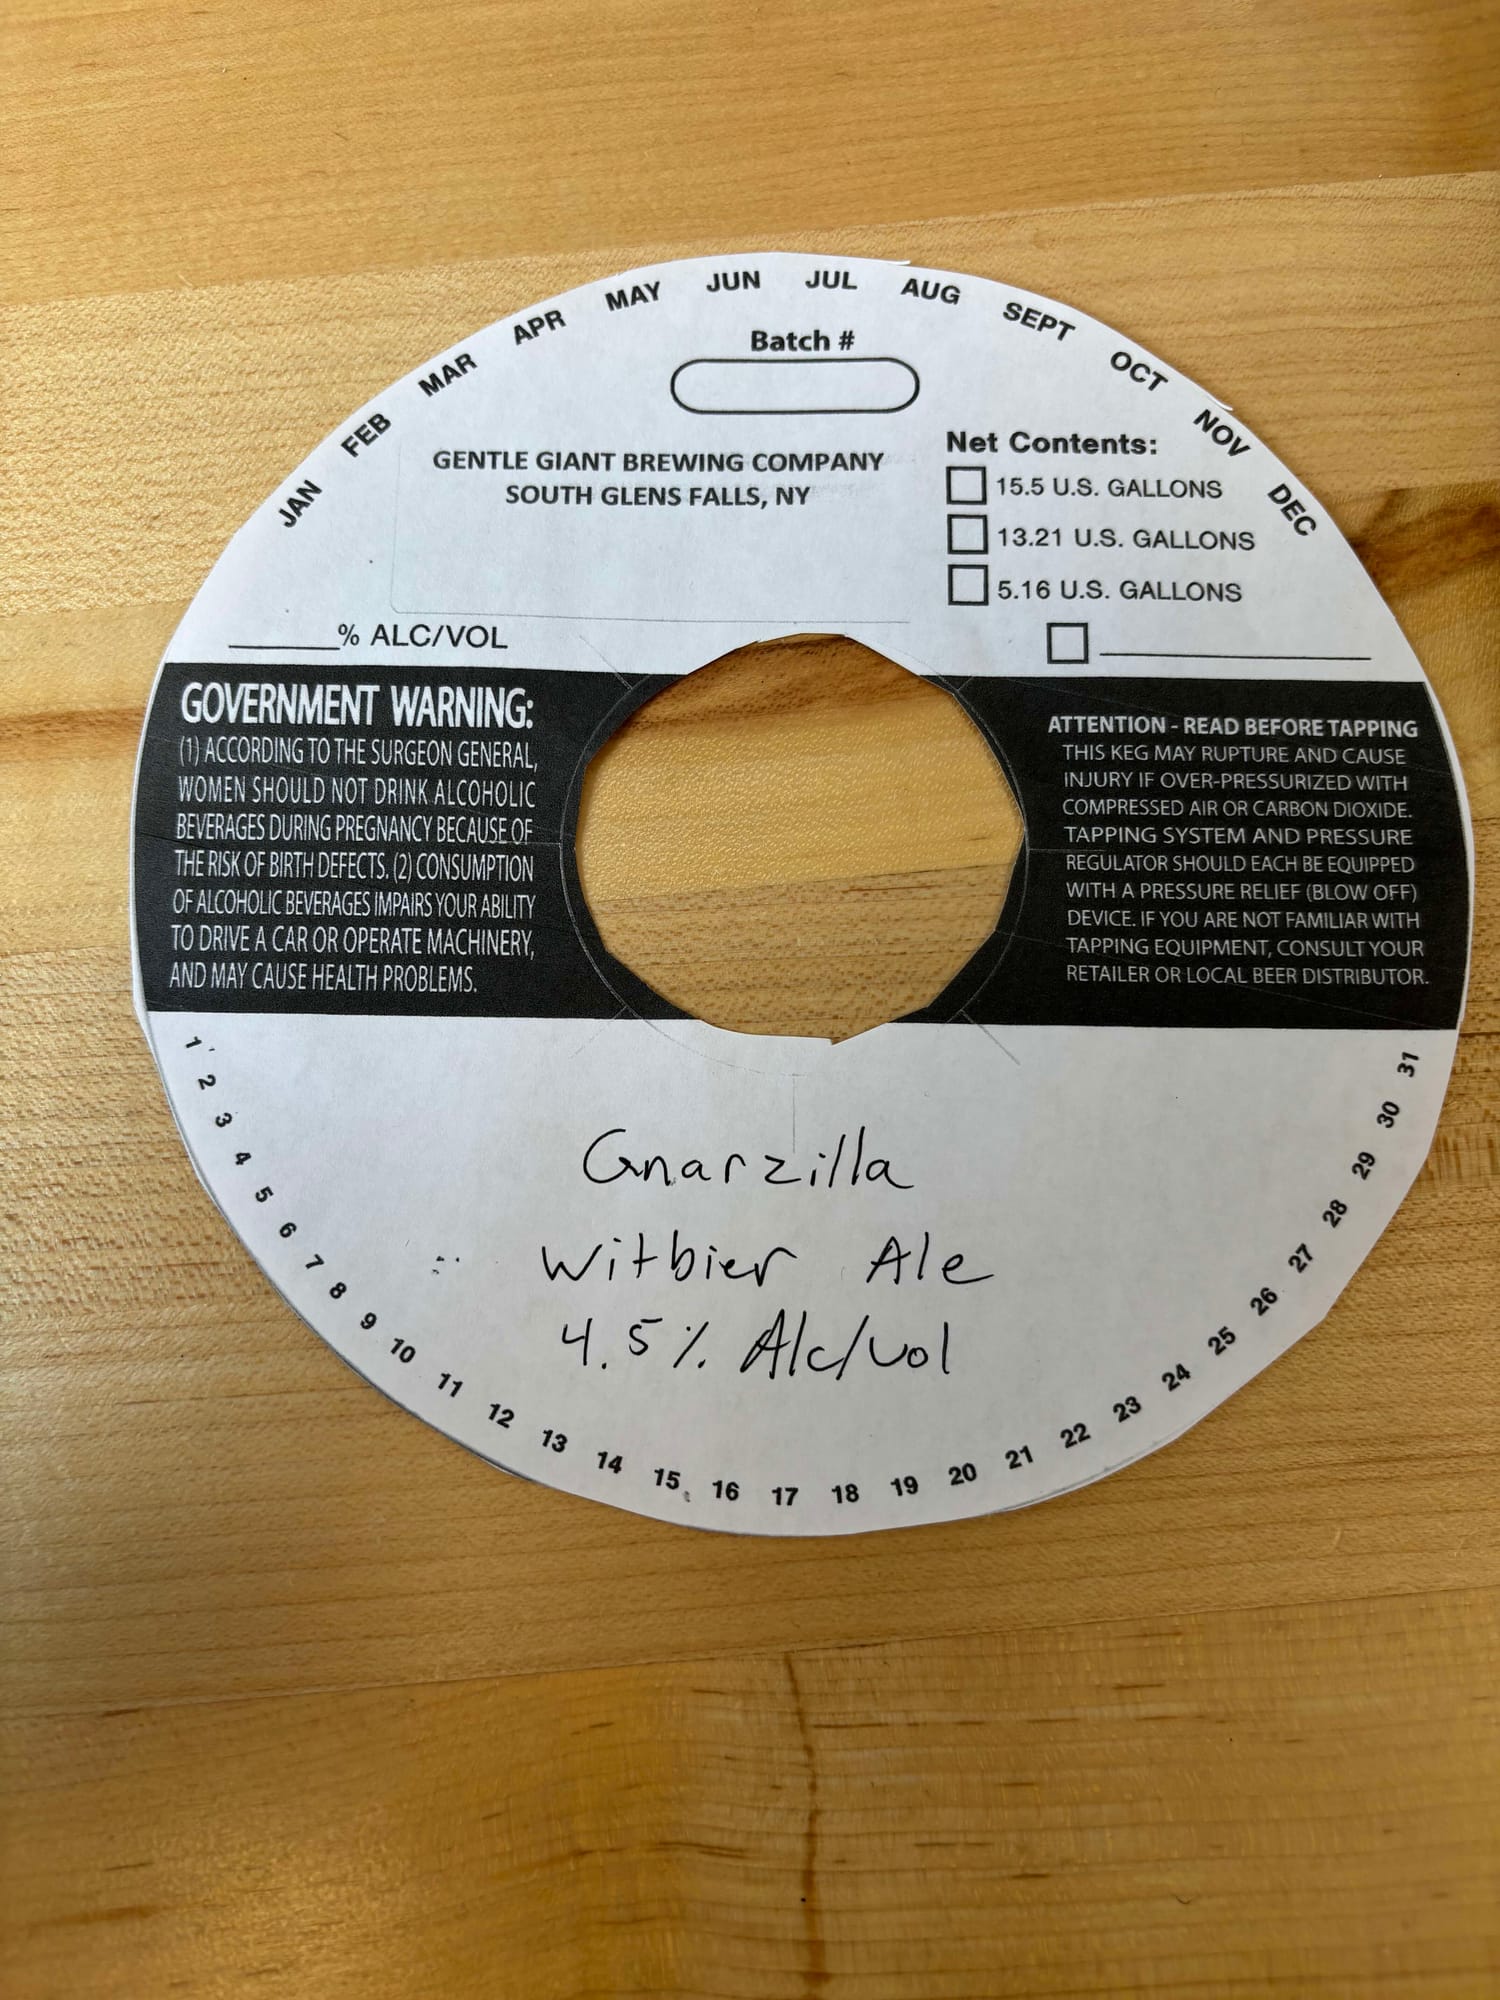 JAN FEB MAR APR MAY JUN JUL AUG SEPT OCT NOV DEC
Batch #
GENTLE GIANT BREWING COMPANY
SOUTH GLENS FALLS, NY
Net Contents:
15.5 U.S. GALLONS
13.21 U.S. GALLONS
5.16 U.S. GALLONS
______% ALC/VOL
GOVERNMENT WARNING:
(1) ACCORDING TO THE SURGEON GENERAL,
WOMEN SHOULD NOT DRINK ALCOHOLIC
BEVERAGES DURING PREGNANCY BECAUSE OF
THE RISK OF BIRTH DEFECTS. (2) CONSUMPTION
OF ALCOHOLIC BEVERAGES IMPAIRS YOUR ABILITY
TO DRIVE A CAR OR OPERATE MACHINERY,
AND MAY CAUSE HEALTH PROBLEMS.
ATTENTION - READ BEFORE TAPPING
THIS KEG MAY RUPTURE AND CAUSE
INJURY IF OVER-PRESSURIZED WITH
COMPRESSED AIR OR CARBON DIOXIDE.
TAPPING SYSTEM AND PRESSURE
REGULATOR SHOULD EACH BE EQUIPPED
WITH A PRESSURE RELIEF (BLOW OFF)
DEVICE. IF YOU ARE NOT FAMILIAR WITH
TAPPING EQUIPMENT, CONSULT YOUR
RETAILER OR LOCAL BEER DISTRIBUTOR.
Gnarzilla
Witbier Ale
4.5% Alc/vol
1 2 3 4 5 6 7 8 9 10 11 12 13 14 15 16 17 18 19 20 21 22 23 24 25 26 27 28 29 30 31